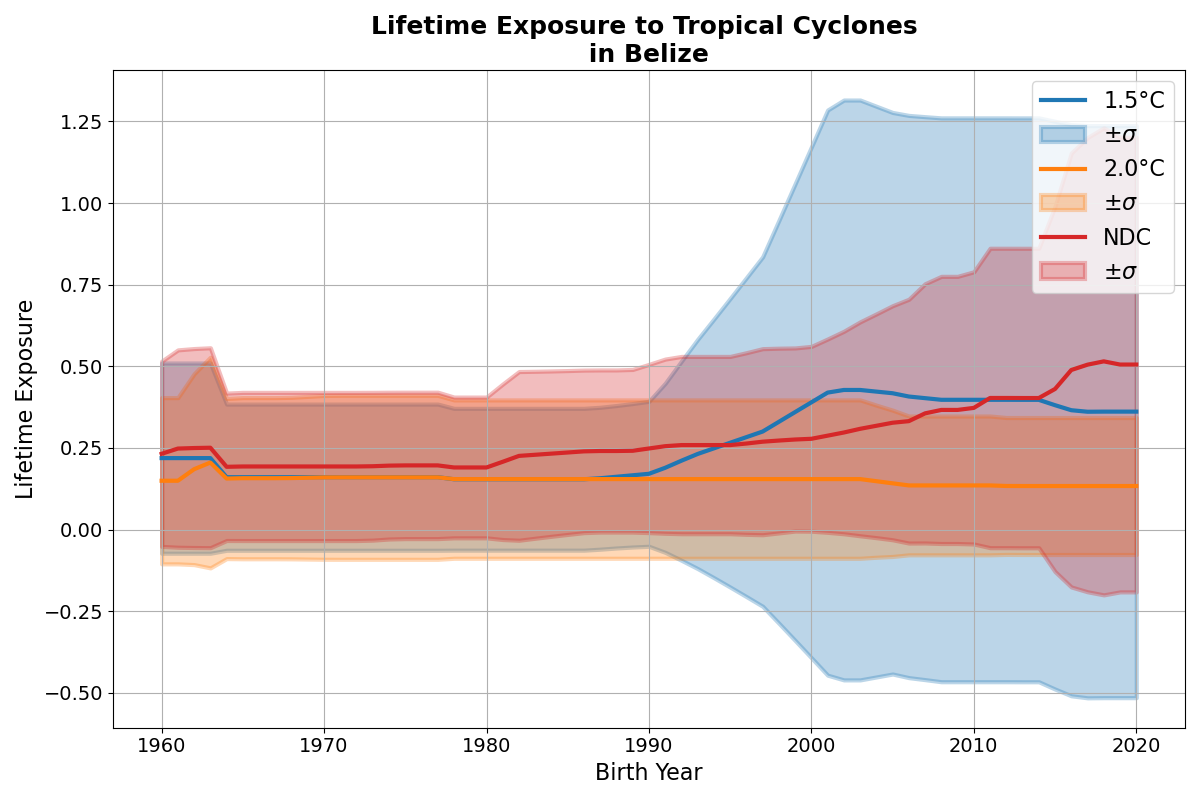 Lifetime Exposure to Tropical Cyclones
in Belize
1.5°C
±σ
2.0°C
±σ
NDC
±σ
Lifetime Exposure
1.25
1.00
0.75
0.50
0.25
0.00
−0.25
−0.50
1960
1970
1980
1990
2000
2010
2020
Birth Year